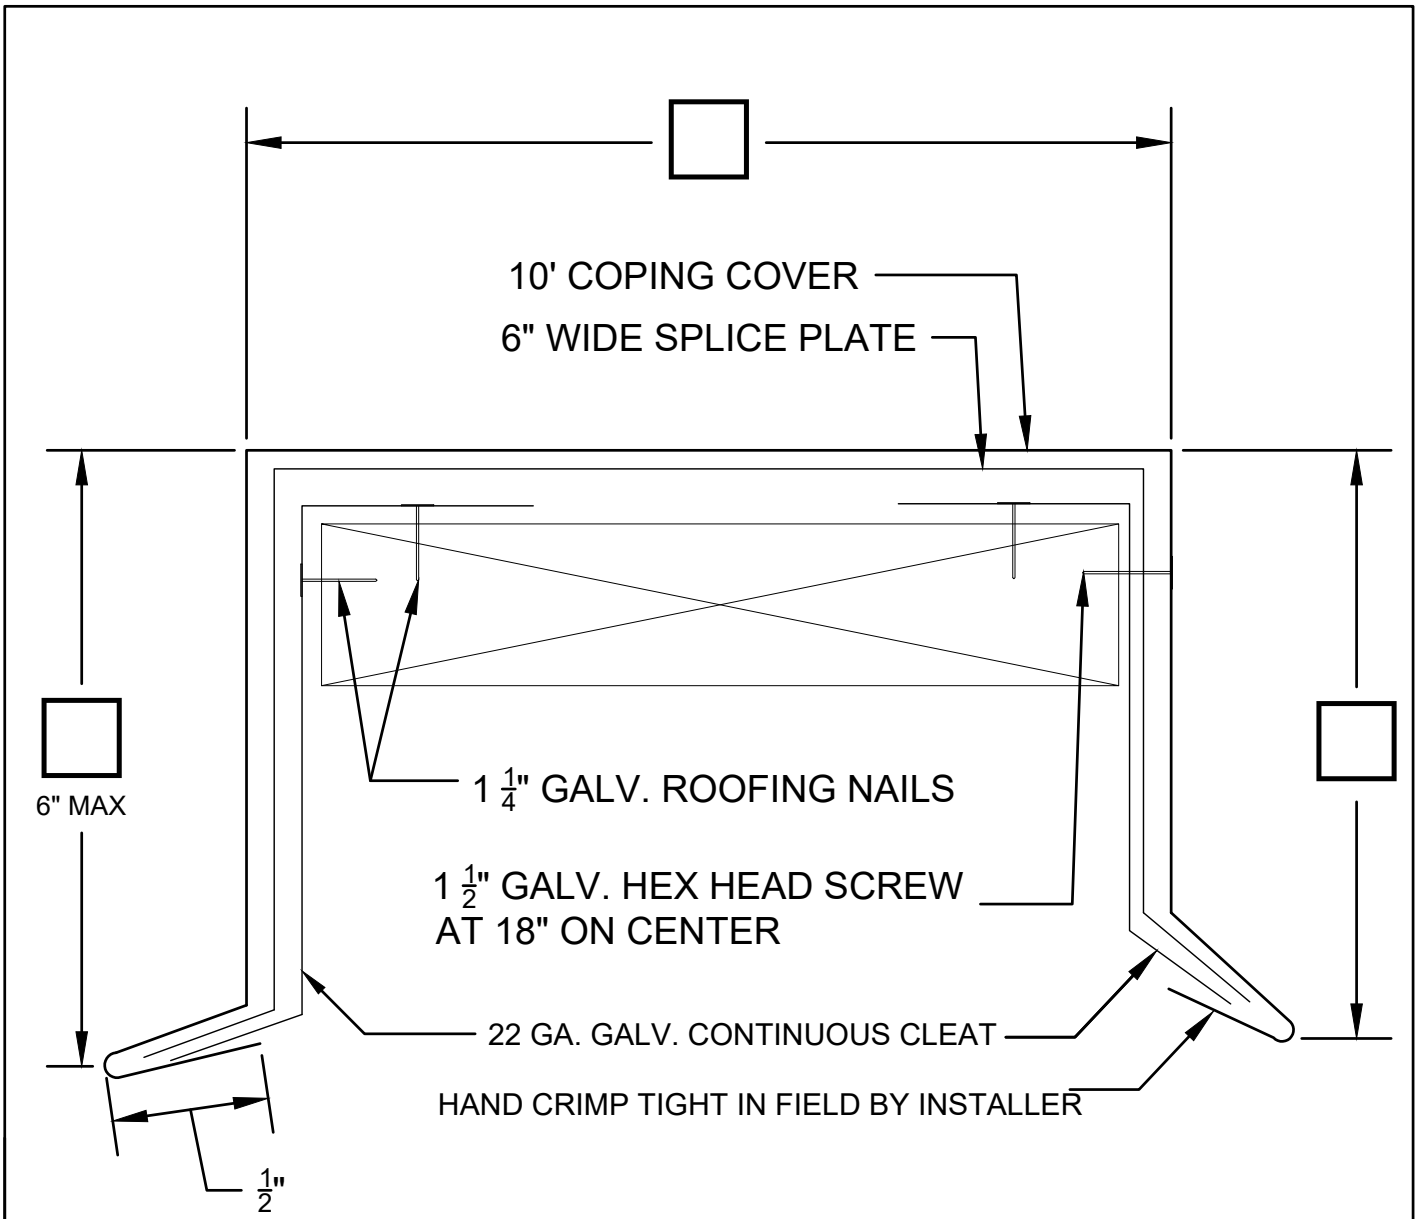 10' COPING COVER
6" WIDE SPLICE PLATE
6" MAX
1 1/4" GALV. ROOFING NAILS
1 1/2" GALV. HEX HEAD SCREW
AT 18" ON CENTER
22 GA. GALV. CONTINUOUS CLEAT
HAND CRIMP TIGHT IN FIELD BY INSTALLER
1/2"